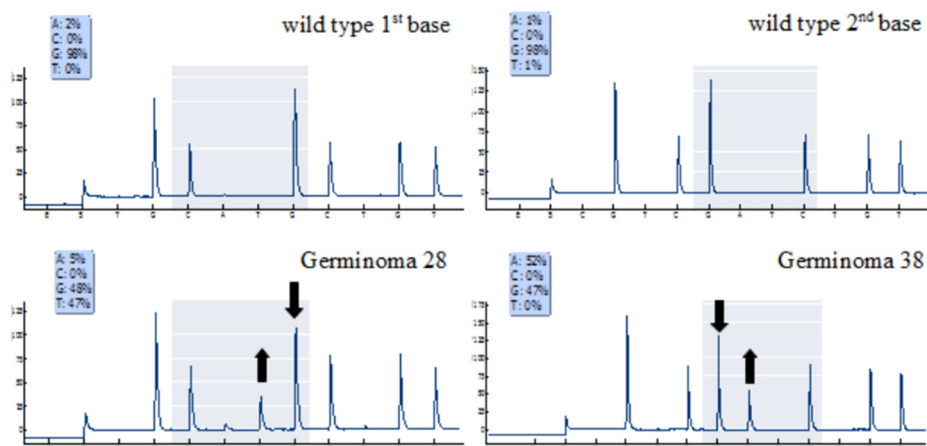 wild type 1st base
A: 2%
C: 0%
G: 98%
T: 0%
E S T G C A T G C T G T
wild type 2nd base
A: 1%
C: 0%
G: 98%
T: 1%
E S C G T C G A T C T G T
Germinoma 28
A: 5%
C: 0%
G: 48%
T: 47%
Germinoma 38
A: 52%
C: 0%
G: 47%
T: 0%